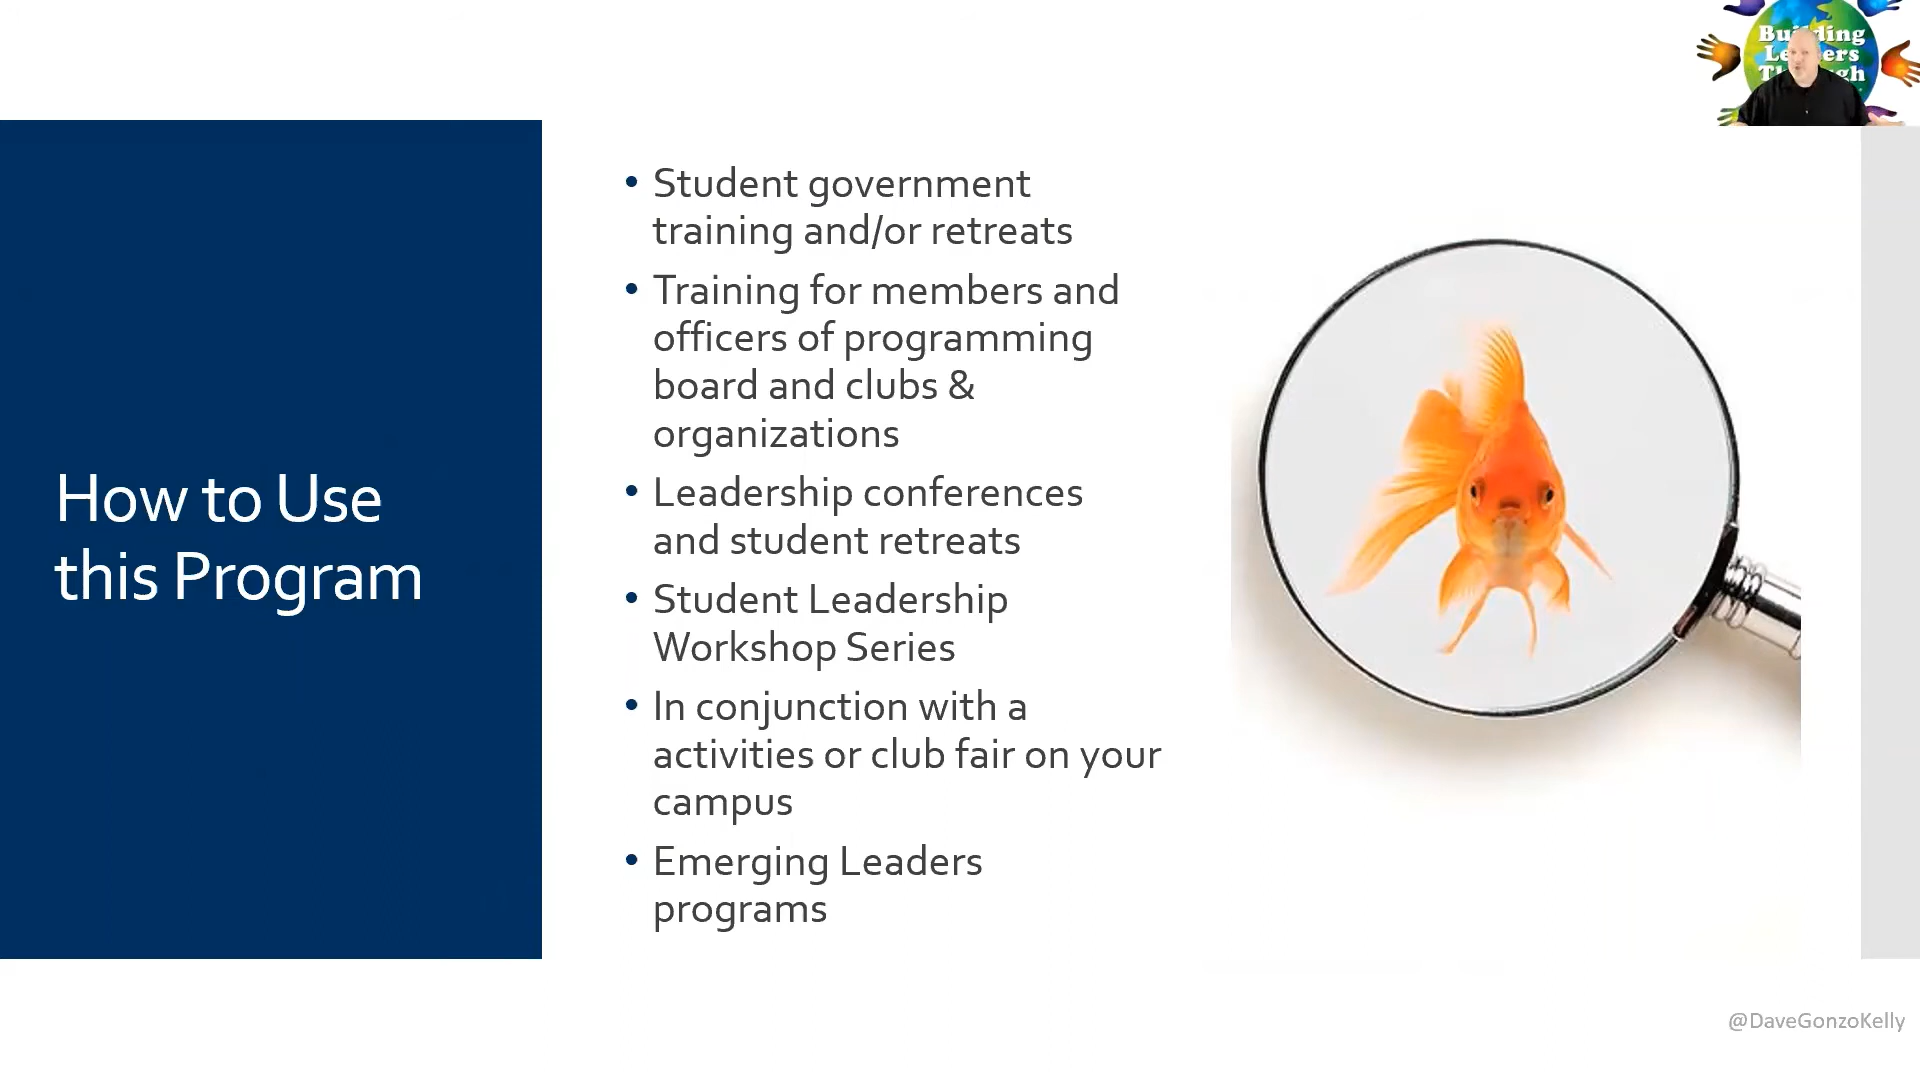 Building
Leaders
Through
How to Use
this Program
• Student government
training and/or retreats
• Training for members and
officers of programming
board and clubs &
organizations
• Leadership conferences
and student retreats
• Student Leadership
Workshop Series
• In conjunction with a
activities or club fair on your
campus
• Emerging Leaders
programs
@DaveGonzoKelly